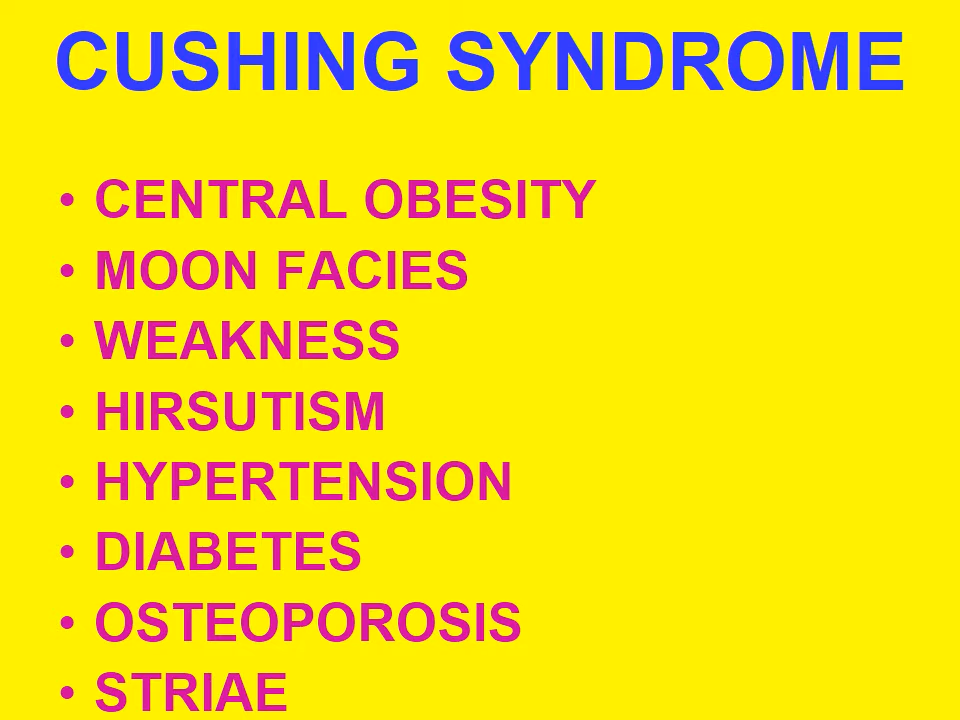 CUSHING SYNDROME
• CENTRAL OBESITY
• MOON FACIES
• WEAKNESS
• HIRSUTISM
• HYPERTENSION
• DIABETES
• OSTEOPOROSIS
• STRIAE